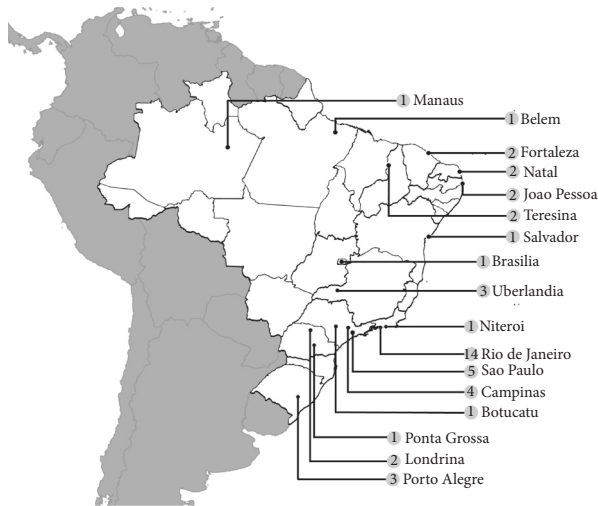 1 Manaus
1 Belem
2 Fortaleza
2 Natal
2 Joao Pessoa
2 Teresina
1 Salvador
1 Brasilia
3 Uberlandia
1 Niteroi
14 Rio de Janeiro
5 Sao Paulo
4 Campinas
1 Botucatu
1 Ponta Grossa
2 Londrina
3 Porto Alegre